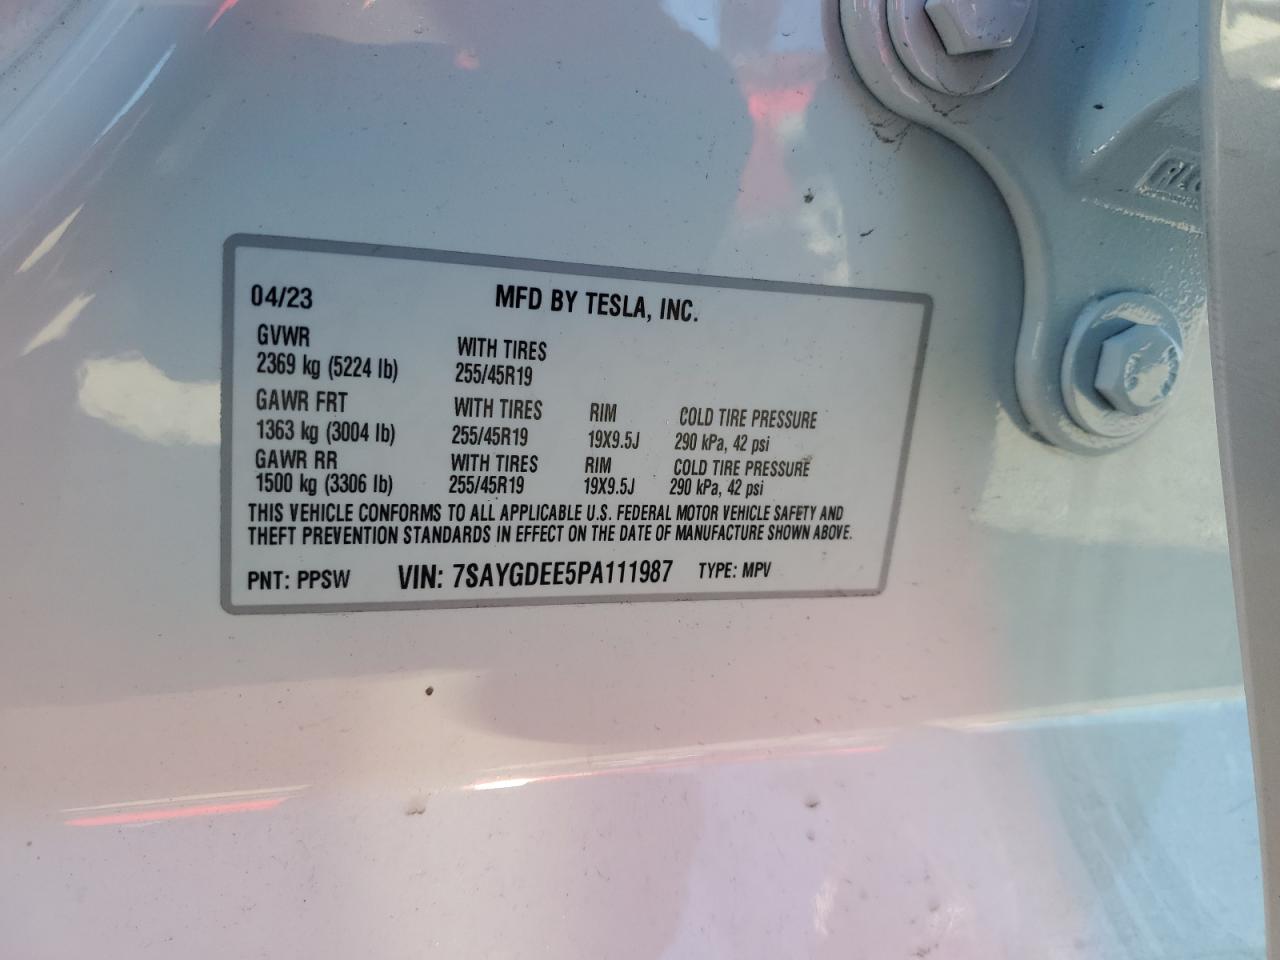 04/23 MFD BY TESLA, INC.
GVWR WITH TIRES
2369 kg (5224 lb) 255/45R19
GAWR FRT WITH TIRES RIM COLD TIRE PRESSURE
1363 kg (3004 lb) 255/45R19 19X9.5J 290 kPa, 42 psi
GAWR RR WITH TIRES RIM COLD TIRE PRESSURE
1500 kg (3306 lb) 255/45R19 19X9.5J 290 kPa, 42 psi
THIS VEHICLE CONFORMS TO ALL APPLICABLE U.S. FEDERAL MOTOR VEHICLE SAFETY AND
THEFT PREVENTION STANDARDS IN EFFECT ON THE DATE OF MANUFACTURE SHOWN ABOVE.
PNT: PPSW VIN: 7SAYGDEE5PA111987 TYPE: MPV